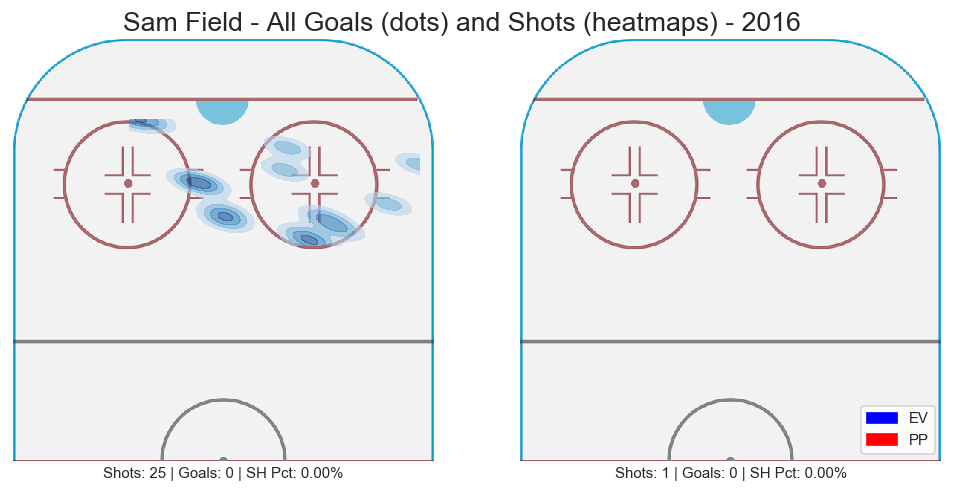 Sam Field - All Goals (dots) and Shots (heatmaps) - 2016
EV
PP
Shots: 25 | Goals: 0 | SH Pct: 0.00%
Shots: 1 | Goals: 0 | SH Pct: 0.00%